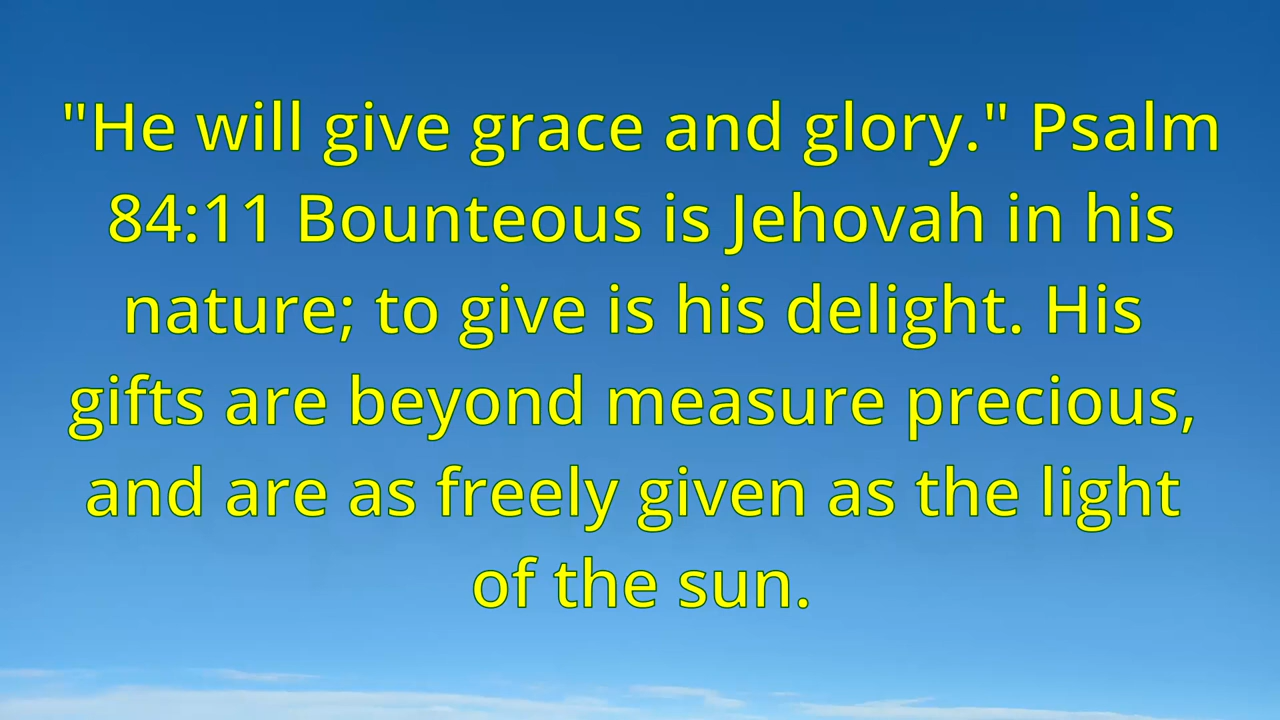 "He will give grace and glory." Psalm
84:11 Bounteous is Jehovah in his
nature; to give is his delight. His
gifts are beyond measure precious,
and are as freely given as the light
of the sun.